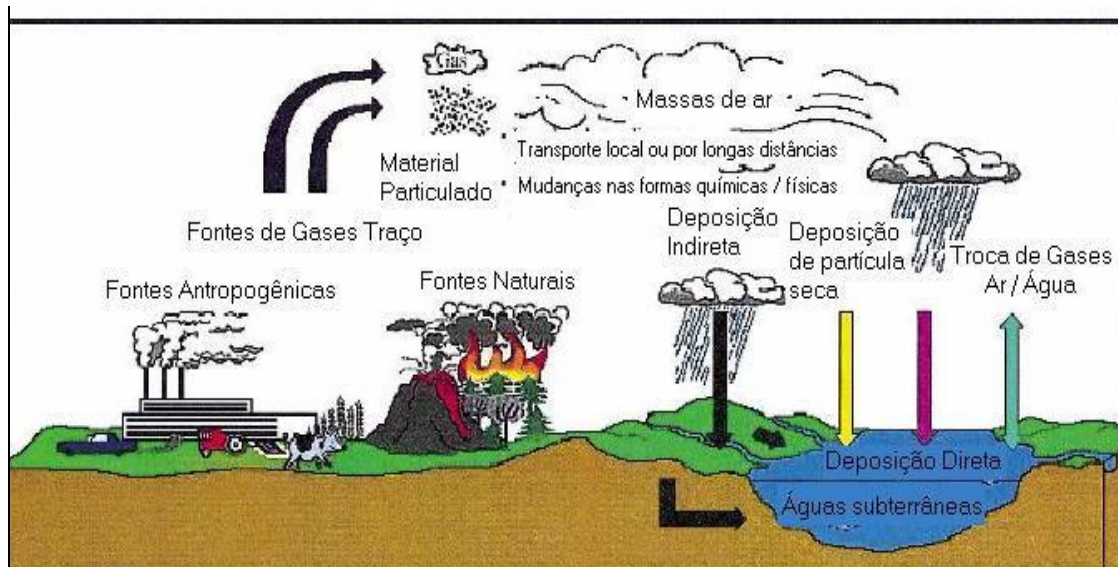 Gas
Massas de ar
Material
Particulado
• Transporte local ou por longas distâncias
• Mudanças nas formas químicas / físicas
Fontes de Gases Traço
Fontes Antropogênicas
Fontes Naturais
Deposição
Indireta
Deposição
de partícula
seca
Troca de Gases
Ar / Água
Deposição Direta
Águas subterrâneas